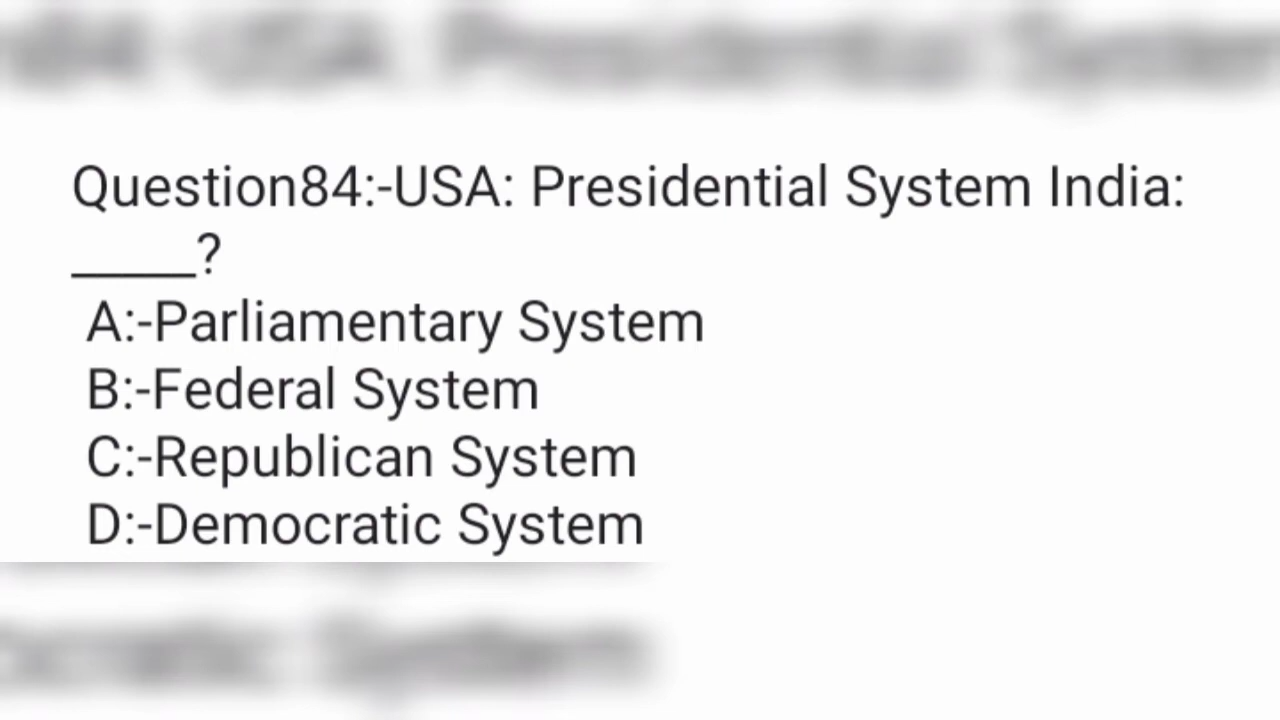 Question84:-USA: Presidential System India:
_____?
A:-Parliamentary System
B:-Federal System
C:-Republican System
D:-Democratic System